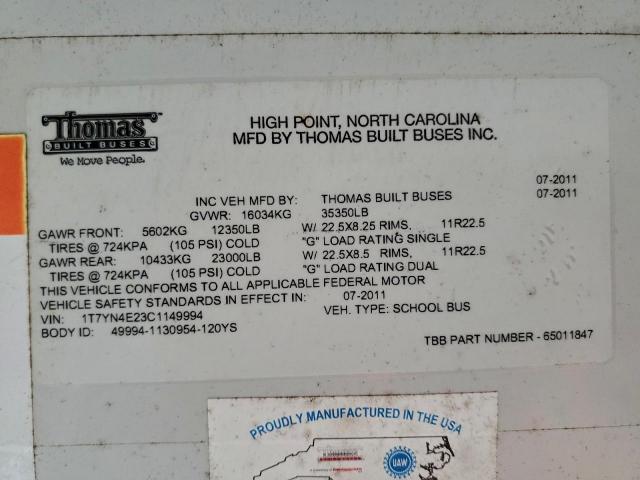 Thomas
BUILT BUSES
We Move People.
HIGH POINT, NORTH CAROLINA
MFD BY THOMAS BUILT BUSES INC.
07-2011
INC VEH MFD BY: THOMAS BUILT BUSES 07-2011
GVWR: 16034KG 35350LB
GAWR FRONT: 5602KG 12350LB W/ 22.5X8.25 RIMS, 11R22.5
TIRES @ 724KPA (105 PSI) COLD "G" LOAD RATING SINGLE
GAWR REAR: 10433KG 23000LB W/ 22.5X8.5 RIMS, 11R22.5
TIRES @ 724KPA (105 PSI) COLD "G" LOAD RATING DUAL
THIS VEHICLE CONFORMS TO ALL APPLICABLE FEDERAL MOTOR
VEHICLE SAFETY STANDARDS IN EFFECT IN: 07-2011
VIN: 1T7YN4E23C1149994 VEH. TYPE: SCHOOL BUS
BODY ID: 49994-1130954-120YS
TBB PART NUMBER - 65011847
PROUDLY MANUFACTURED IN THE USA
UAW